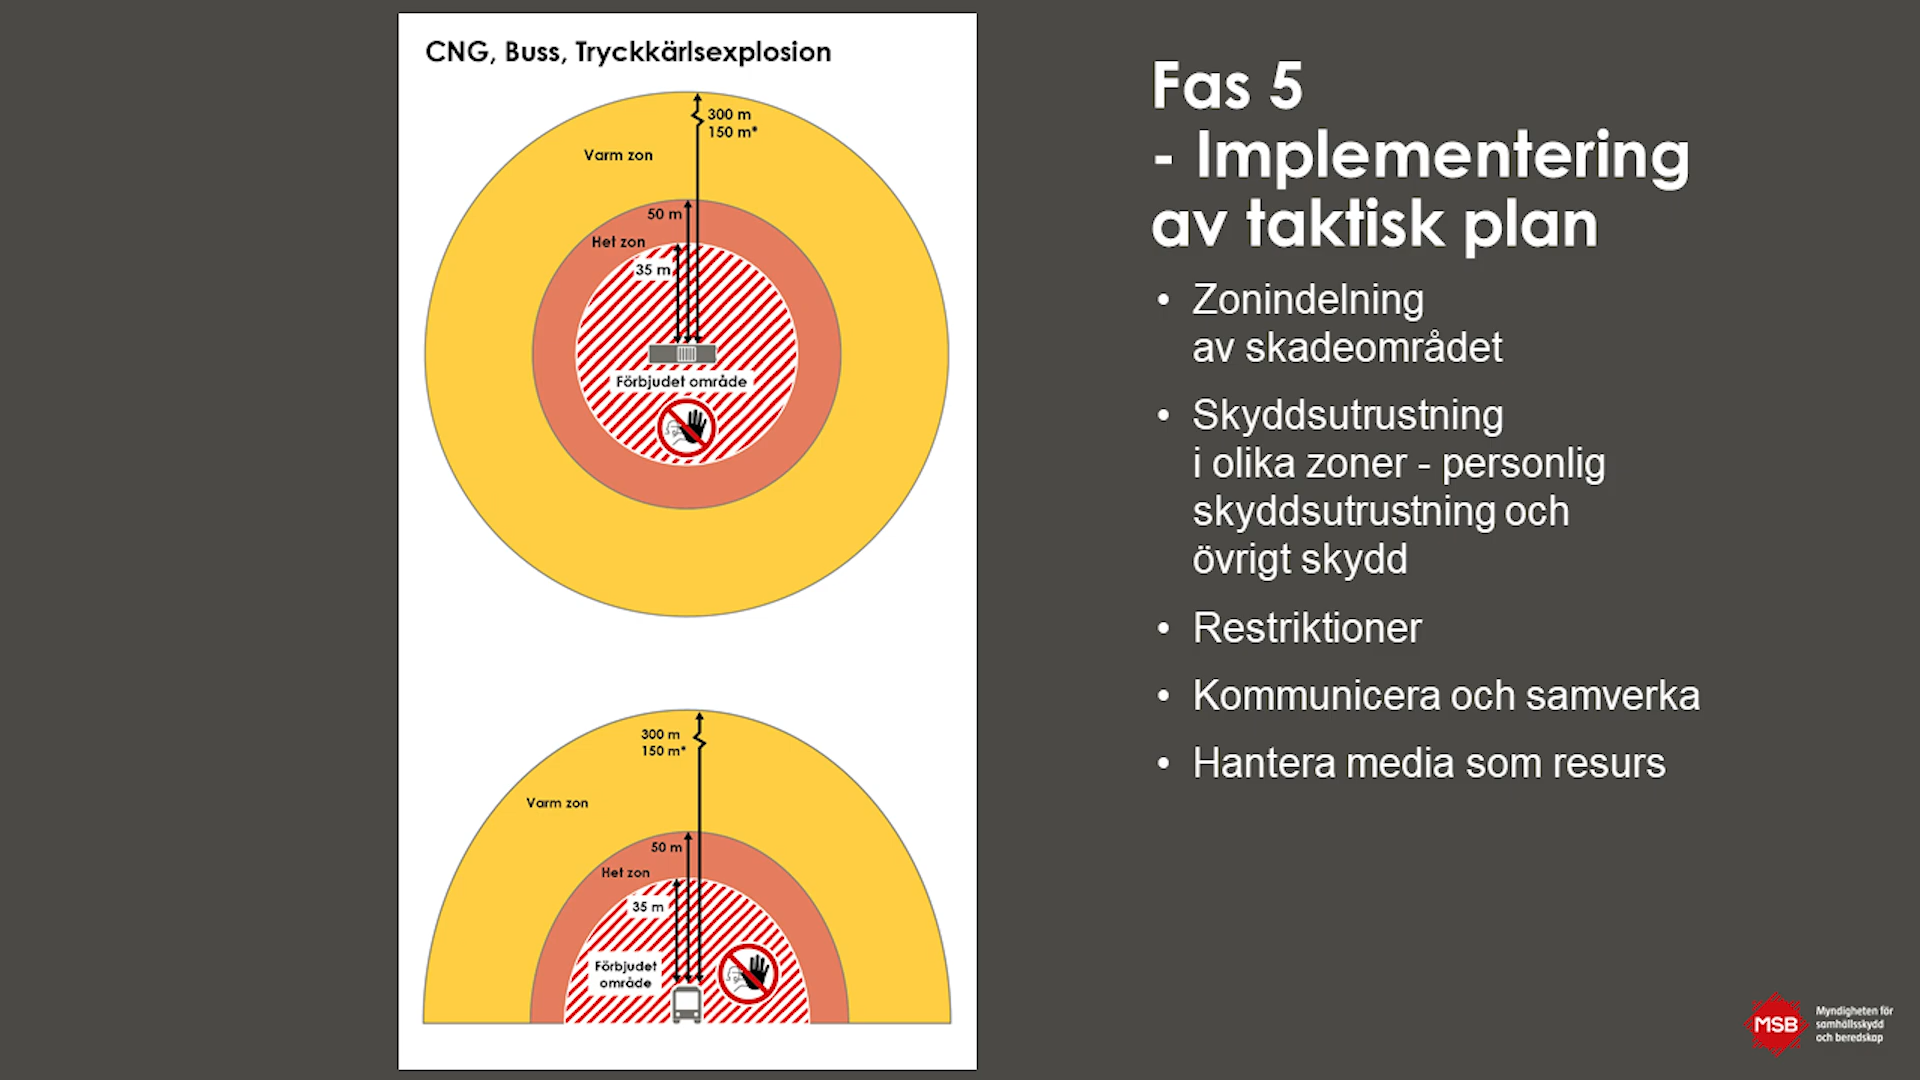 CNG, Buss, Tryckkärlsexplosion
300 m
150 m*
Varm zon
50 m
Het zon
35 m
Förbjudet område
300 m
150 m*
Varm zon
50 m
Het zon
35 m
Förbjudet
område
Fas 5
- Implementering
av taktisk plan
• Zonindelning
av skadeområdet
• Skyddsutrustning
i olika zoner - personlig
skyddsutrustning och
övrigt skydd
• Restriktioner
• Kommunicera och samverka
• Hantera media som resurs
MSB
Myndigheten för
samhällsskydd
och beredskap